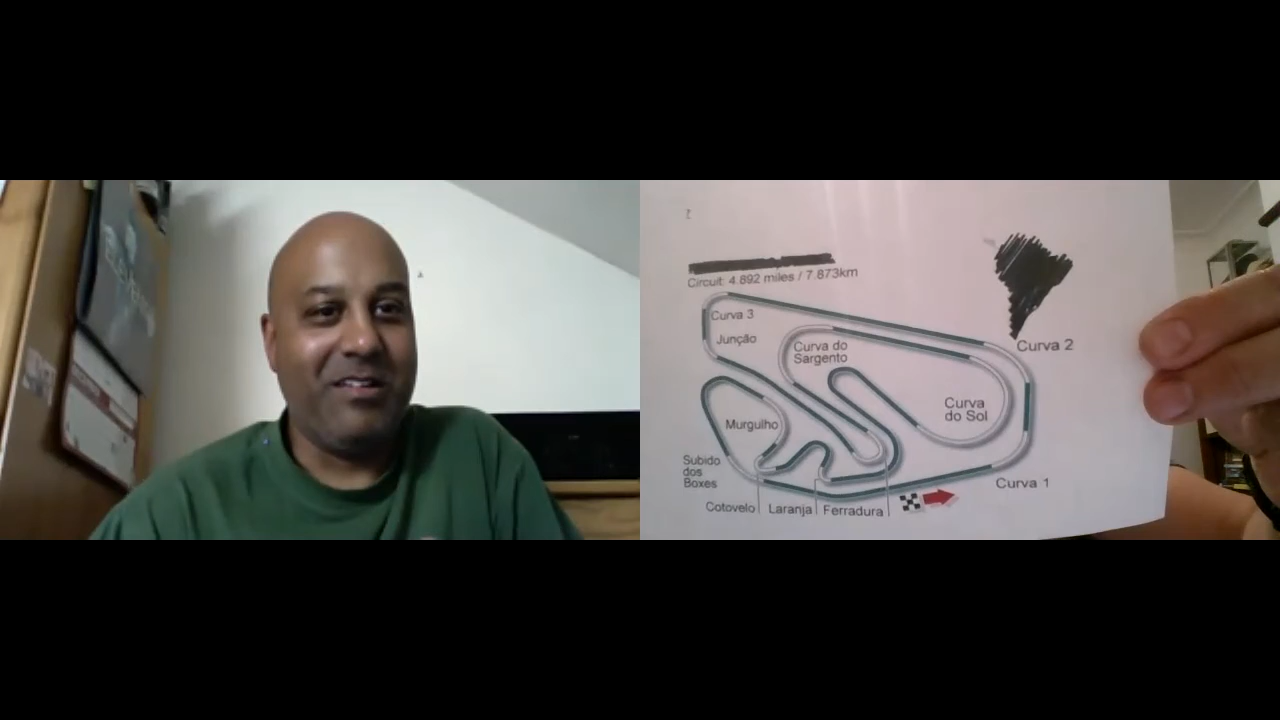 ?
Circuit: 4.892 miles / 7.873km
Curva 3
Junção
Curva do
Sargento
Curva 2
Curva
do Sol
Murgulho
Subido
dos
Boxes
Curva 1
Cotovelo
Laranja
Ferradura